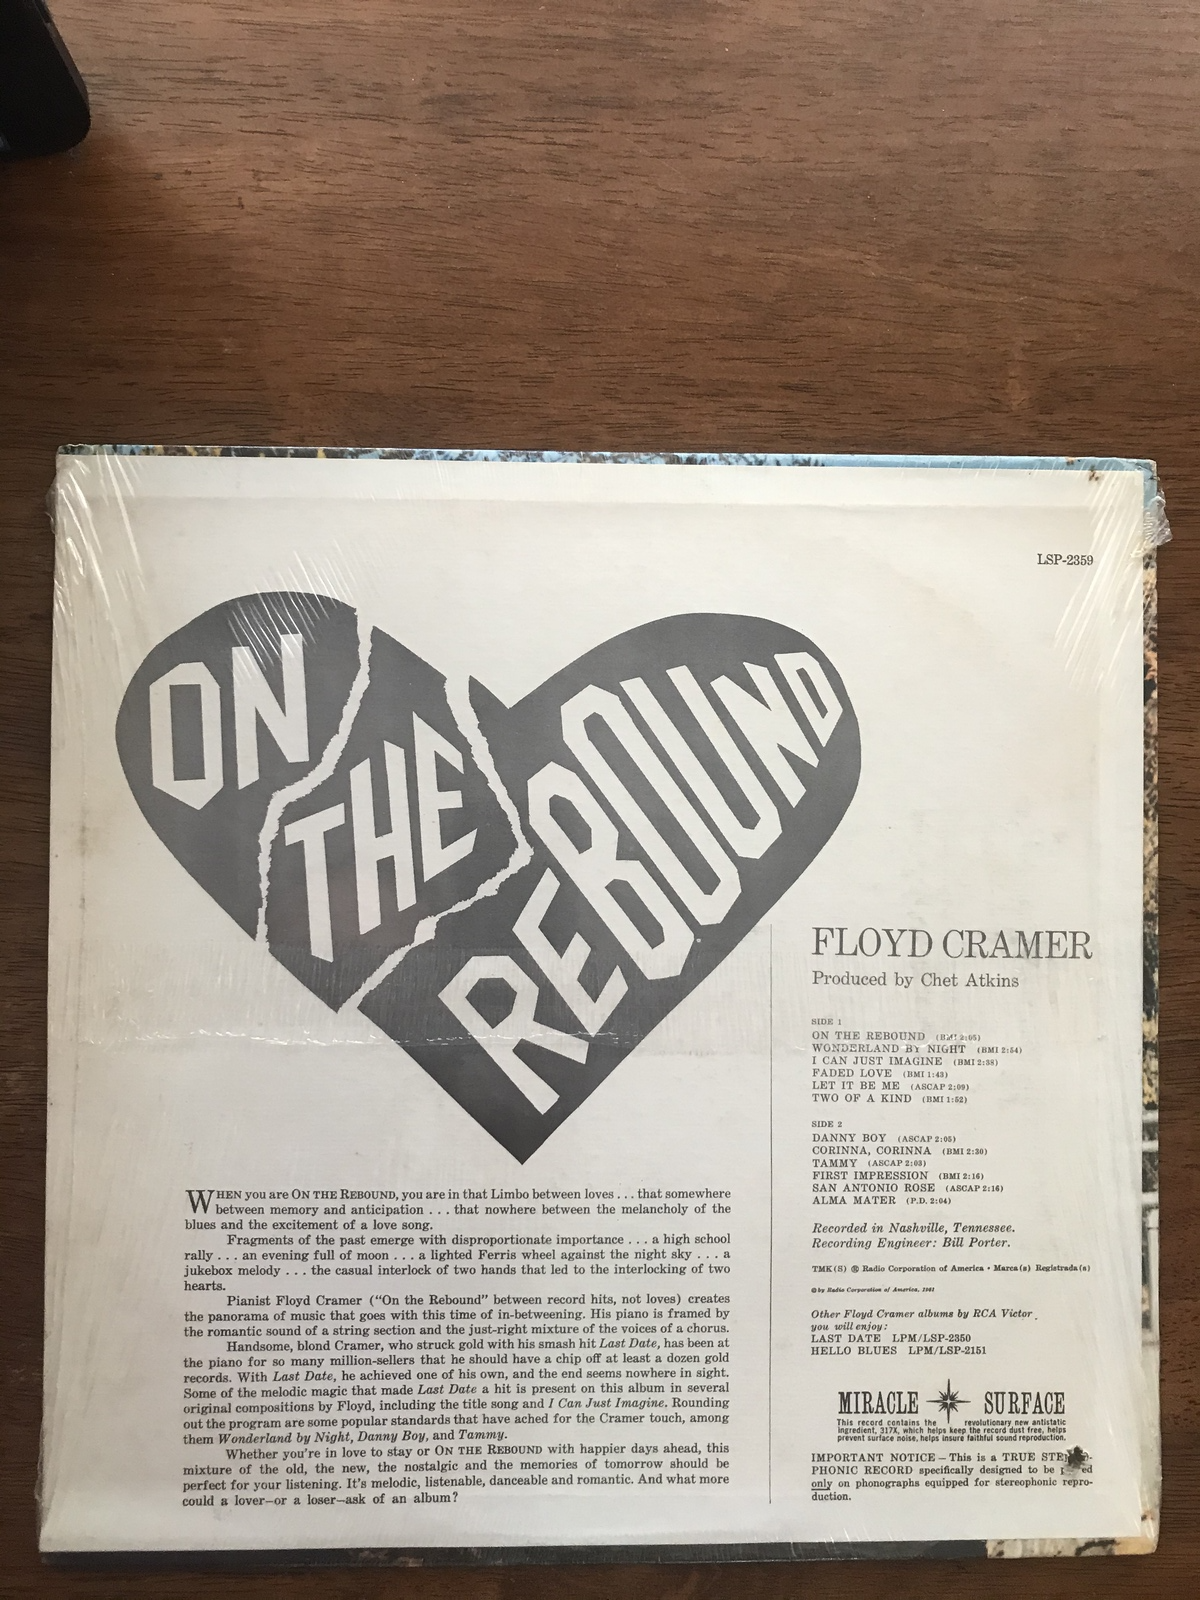 LSP-2359
ON
THE
REBOUND
FLOYD CRAMER
Produced by Chet Atkins
SIDE 1
ON THE REBOUND (BMI 2:05)
WONDERLAND BY NIGHT (BMI 2:54)
I CAN JUST IMAGINE (BMI 2:38)
FADED LOVE (BMI 1:43)
LET IT BE ME (ASCAP 2:09)
TWO OF A KIND (BMI 1:52)
SIDE 2
DANNY BOY (ASCAP 2:05)
CORINNA, CORINNA (BMI 2:30)
TAMMY (ASCAP 2:03)
FIRST IMPRESSION (BMI 2:16)
SAN ANTONIO ROSE (ASCAP 2:16)
ALMA MATER (P.D. 2:04)
Recorded in Nashville, Tennessee.
Recording Engineer: Bill Porter.
TMK(S) ® Radio Corporation of America • Marca(s) Registrada(s)
© by Radio Corporation of America, 1961
Other Floyd Cramer albums by RCA Victor
you will enjoy:
LAST DATE LPM/LSP-2350
HELLO BLUES LPM/LSP-2151
MIRACLE SURFACE
This record contains the revolutionary new antistatic
ingredient, 317X, which helps keep the record dust free, helps
prevent surface noise, helps insure faithful sound reproduction.
IMPORTANT NOTICE – This is a TRUE
PHONIC RECORD specifically designed to be
only on phonographs equipped for stereophonic repro-
duction.
WHEN you are ON THE REBOUND, you are in that Limbo between loves . . . that somewhere
between memory and anticipation . . . that nowhere between the melancholy of the
blues and the excitement of a love song.
Fragments of the past emerge with disproportionate importance . . . a high school
rally . . . an evening full of moon . . . a lighted Ferris wheel against the night sky . . . a
jukebox melody . . . the casual interlock of two hands that led to the interlocking of two
hearts.
Pianist Floyd Cramer (“On the Rebound” between record hits, not loves) creates
the panorama of music that goes with this time of in-betweening. His piano is framed by
the romantic sound of a string section and the just-right mixture of the voices of a chorus.
Handsome, blond Cramer, who struck gold with his smash hit Last Date, has been at
the piano for so many million-sellers that he should have a chip off at least a dozen gold
records. With Last Date, he achieved one of his own, and the end seems nowhere in sight.
Some of the melodic magic that made Last Date a hit is present on this album in several
original compositions by Floyd, including the title song and I Can Just Imagine. Rounding
out the program are some popular standards that have ached for the Cramer touch, among
them Wonderland by Night, Danny Boy, and Tammy.
Whether you're in love to stay or ON THE REBOUND with happier days ahead, this
mixture of the old, the new, the nostalgic and the memories of tomorrow should be
perfect for your listening. It's melodic, listenable, danceable and romantic. And what more
could a lover—or a loser—ask of an album?